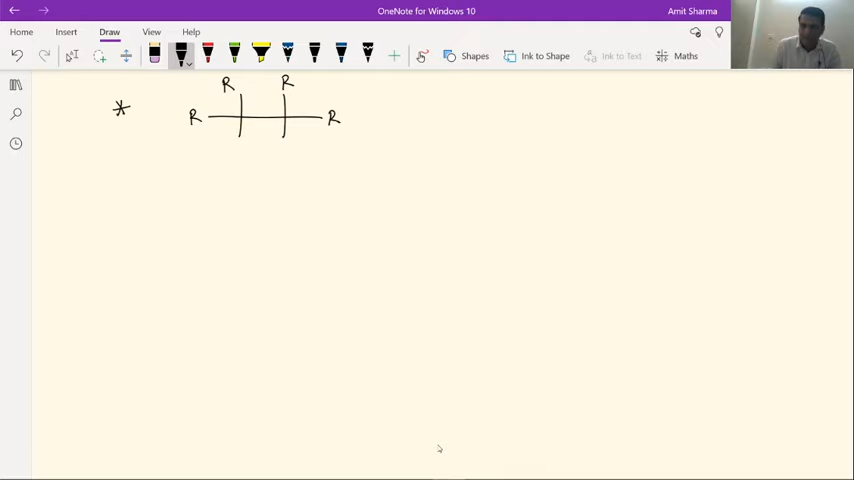 OneNote for Windows 10
Amit Sharma
Home Insert Draw View Help
Shapes Ink to Shape Ink to Text Maths
R R
* R R